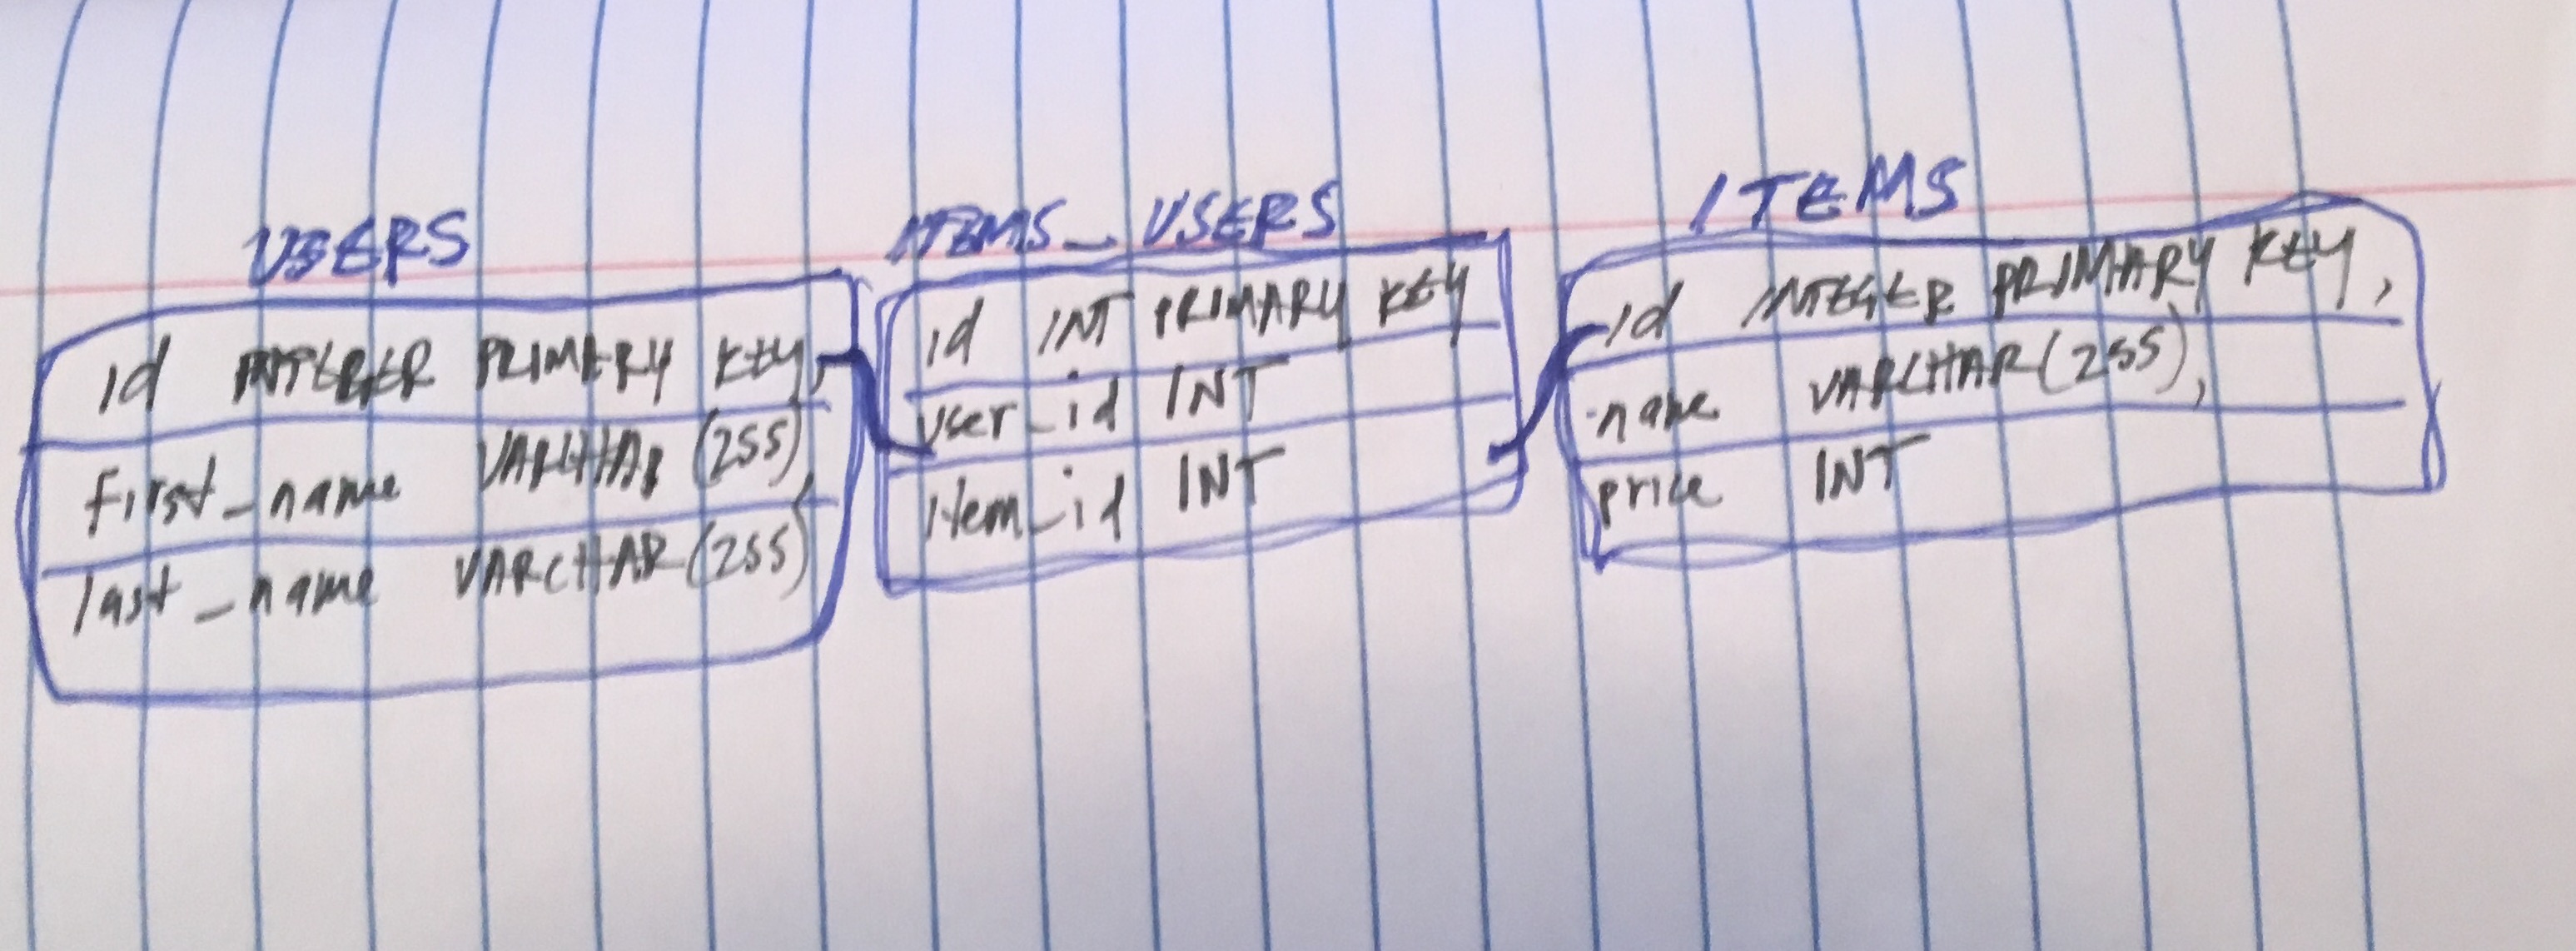 USERS
id INTEGER PRIMARY KEY,
first_name VARCHAR(255),
last_name VARCHAR(255)
ITEMS_USERS
id INT PRIMARY KEY
user_id INT
item_id INT
ITEMS
id INTEGER PRIMARY KEY,
name VARCHAR(255),
price INT